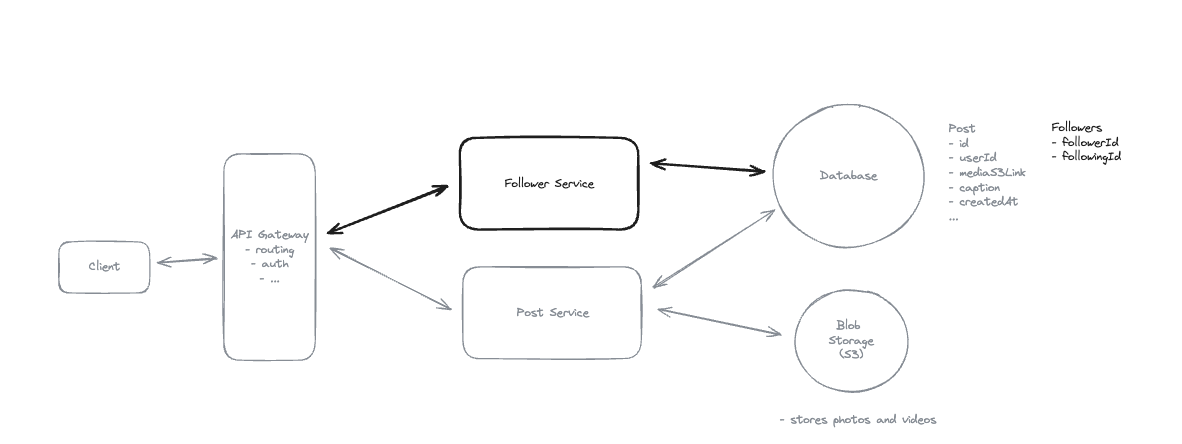 Client
API Gateway
- routing
- auth
- ...
Follower Service
Post Service
Database
Post
- id
- userId
- mediaS3Link
- caption
- createdAt
...
Followers
- followerId
- followingId
Blob
Storage
(S3)
- stores photos and videos